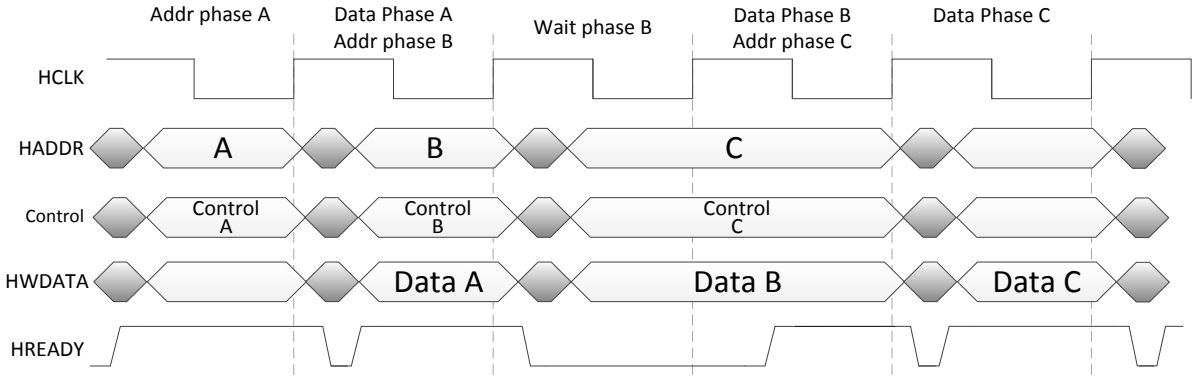 Addr phase A
Data Phase A
Addr phase B
Wait phase B
Data Phase B
Addr phase C
Data Phase C
HCLK
HADDR
A
B
C
Control
Control
A
Control
B
Control
C
HWDATA
Data A
Data B
Data C
HREADY